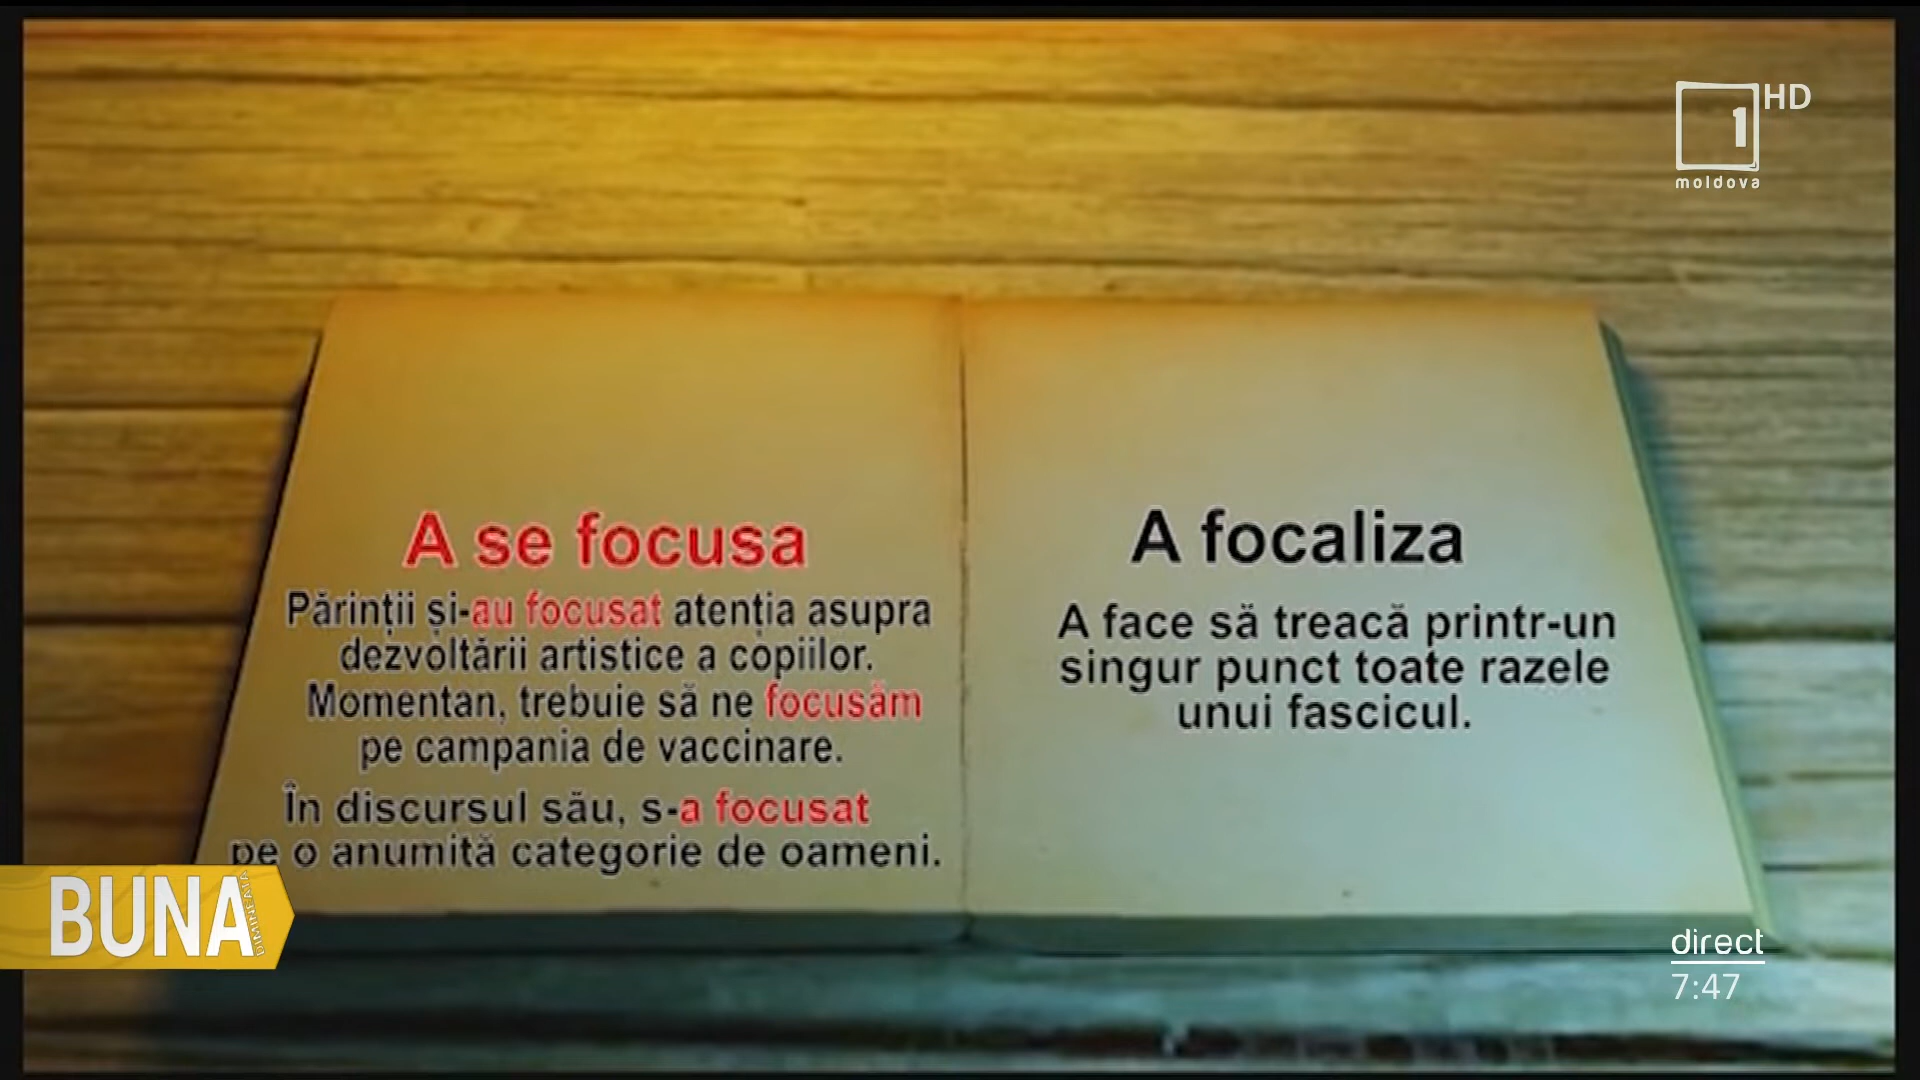 HD
1
moldova
A se focusa
Părinții și-au focusat atenția asupra
dezvoltării artistice a copiilor.
Momentan, trebuie să ne focusăm
pe campania de vaccinare.
În discursul său, s-a focusat
pe o anumită categorie de oameni.
A focaliza
A face să treacă printr-un
singur punct toate razele
unui fascicul.
BUNA
DIMINEATA
direct
7:47